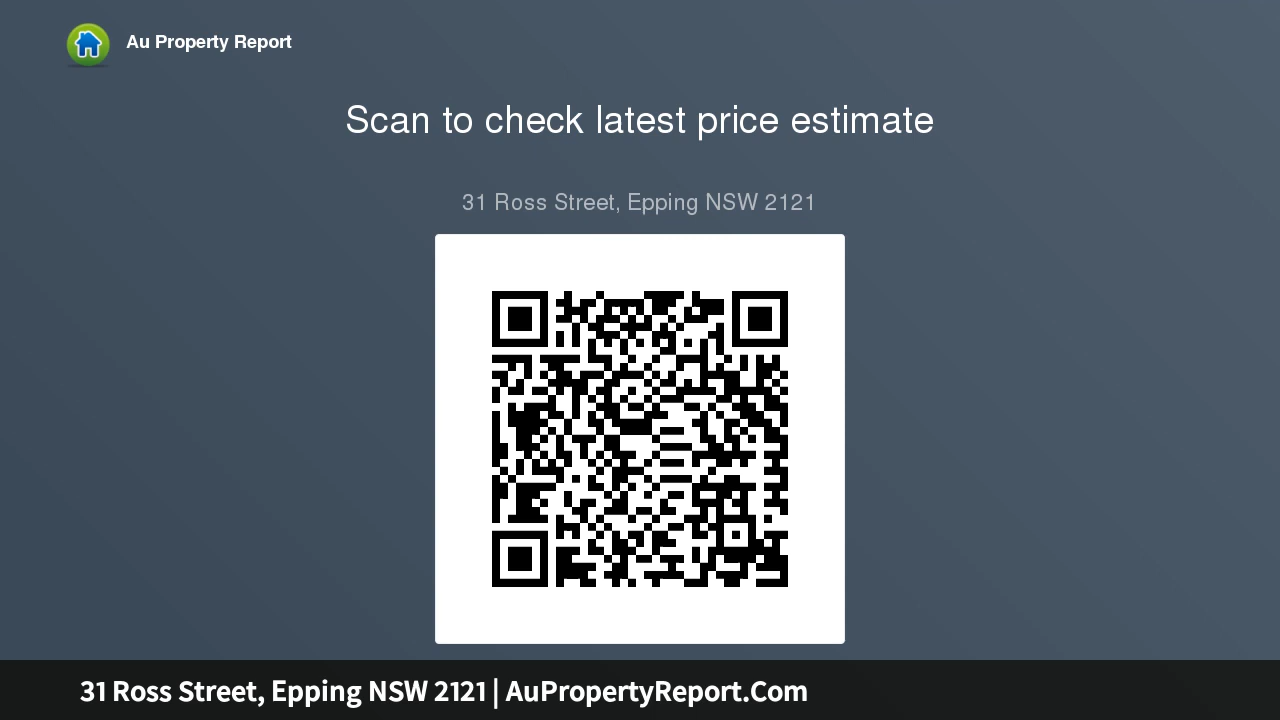 Au Property Report
Scan to check latest price estimate
31 Ross Street, Epping NSW 2121
31 Ross Street, Epping NSW 2121 | AuPropertyReport.Com